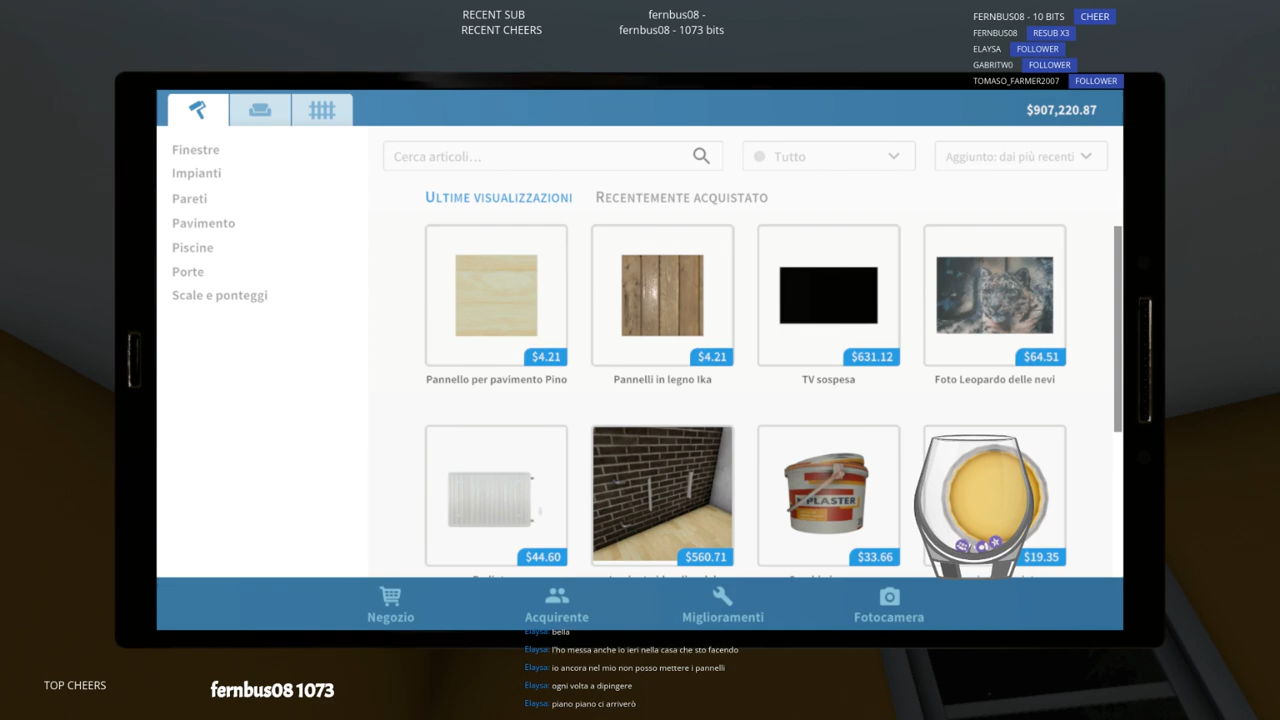 RECENT SUB
fernbus08 -
RECENT CHEERS
fernbus08 - 1073 bits
FERNBUS08 - 10 BITS CHEER
FERNBUS08 RESUB X3
ELAYSA FOLLOWER
GABRITW0 FOLLOWER
TOMASO_FARMER2007 FOLLOWER
$907,220.87
Finestre
Impianti
Pareti
Pavimento
Piscine
Porte
Scale e ponteggi
Cerca articoli...
Tutto
Aggiunto: dai più recenti
ULTIME VISUALIZZAZIONI
RECENTEMENTE ACQUISTATO
$4.21
$4.21
$631.12
$64.51
Pannello per pavimento Pino
Pannelli in legno Ika
TV sospesa
Foto Leopardo delle nevi
PLASTER
$44.60
$560.71
$33.66
$19.35
Negozio
Acquirente
Miglioramenti
Fotocamera
Elaysa: bella
Elaysa: l'ho messa anche io ieri nella casa che sto facendo
Elaysa: io ancora nel mio non posso mettere i pannelli
Elaysa: ogni volta a dipingere
Elaysa: piano piano ci arriverò
TOP CHEERS
fernbus08 1073